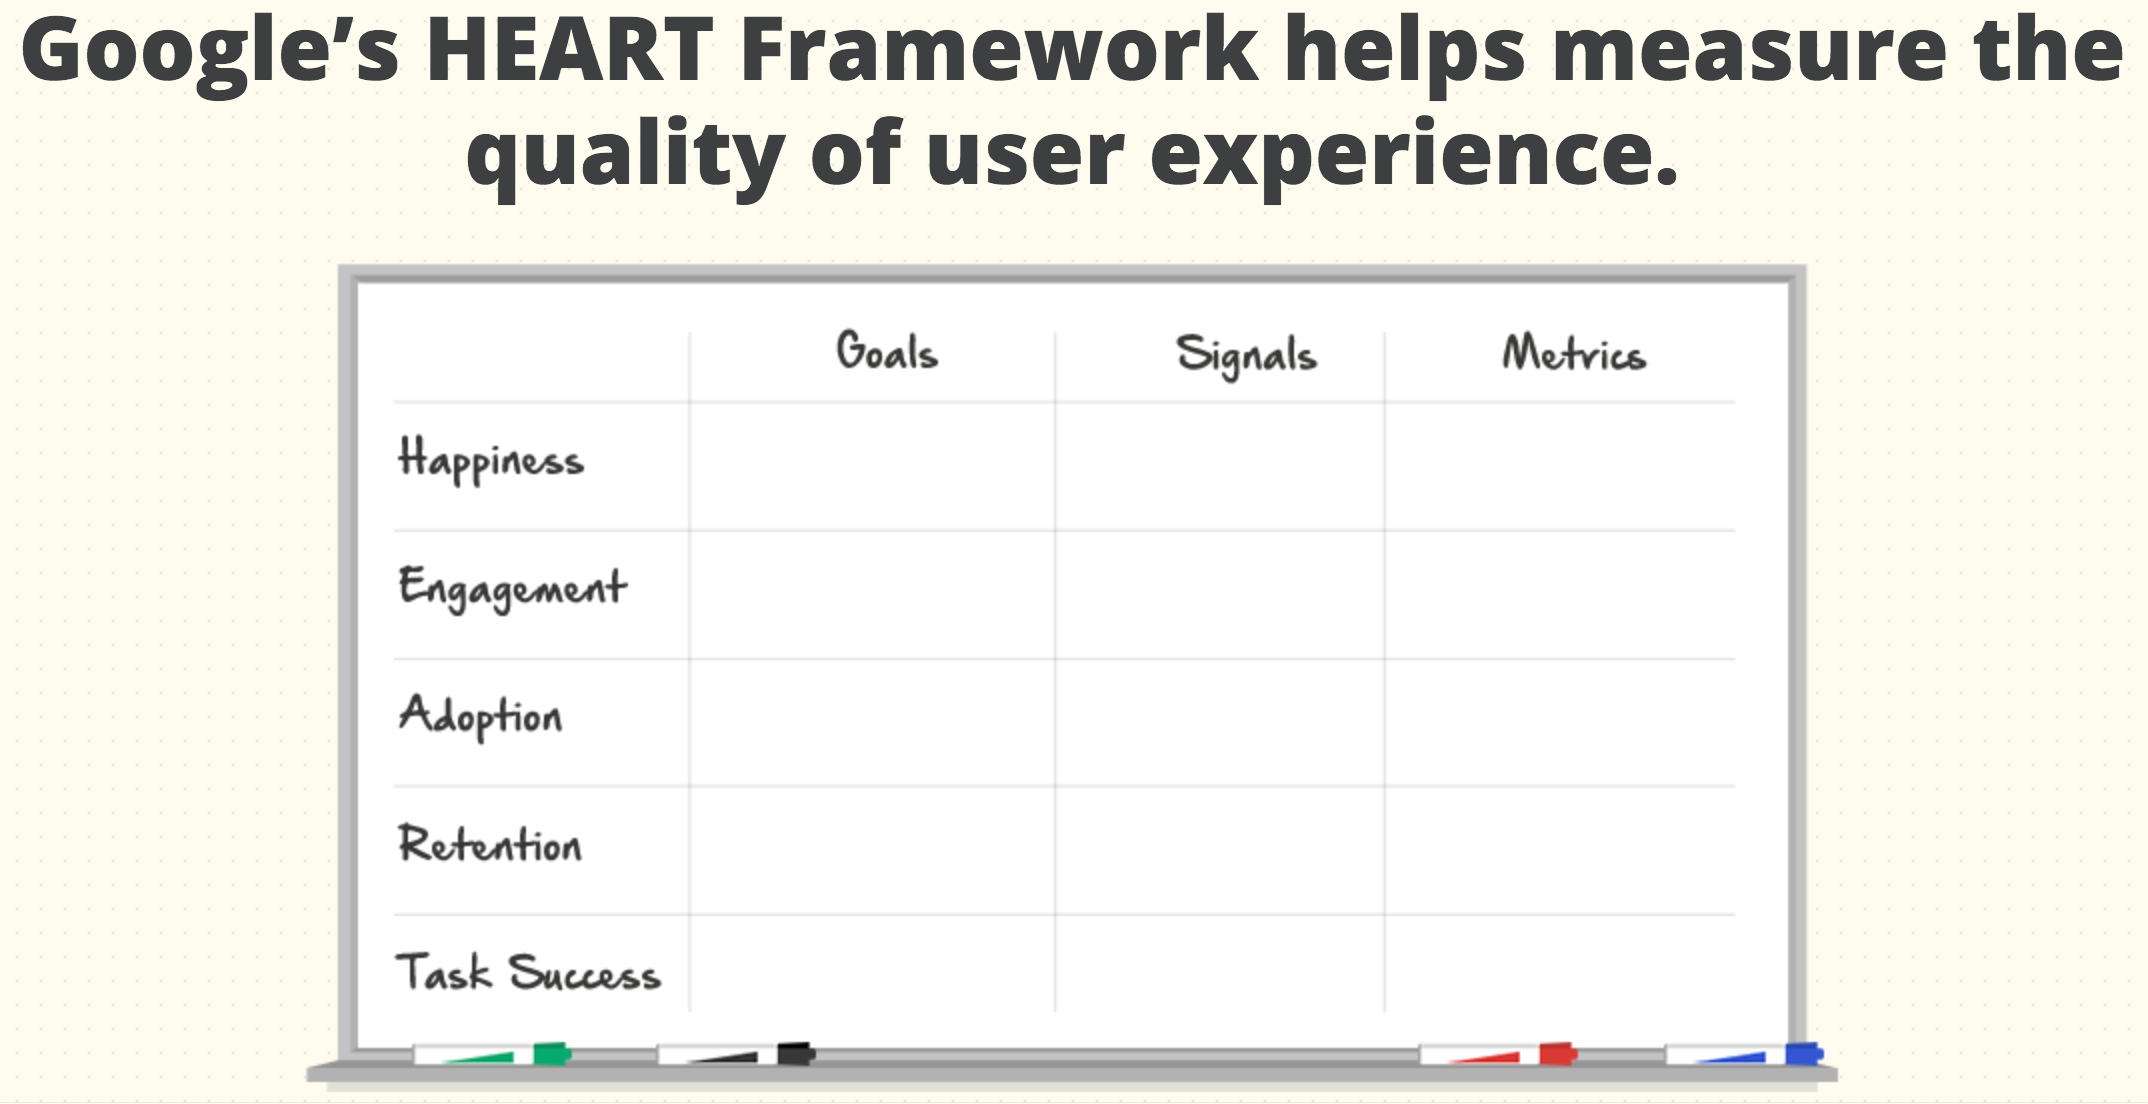 Google’s HEART Framework helps measure the
quality of user experience.
Goals Signals Metrics
Happiness
Engagement
Adoption
Retention
Task Success